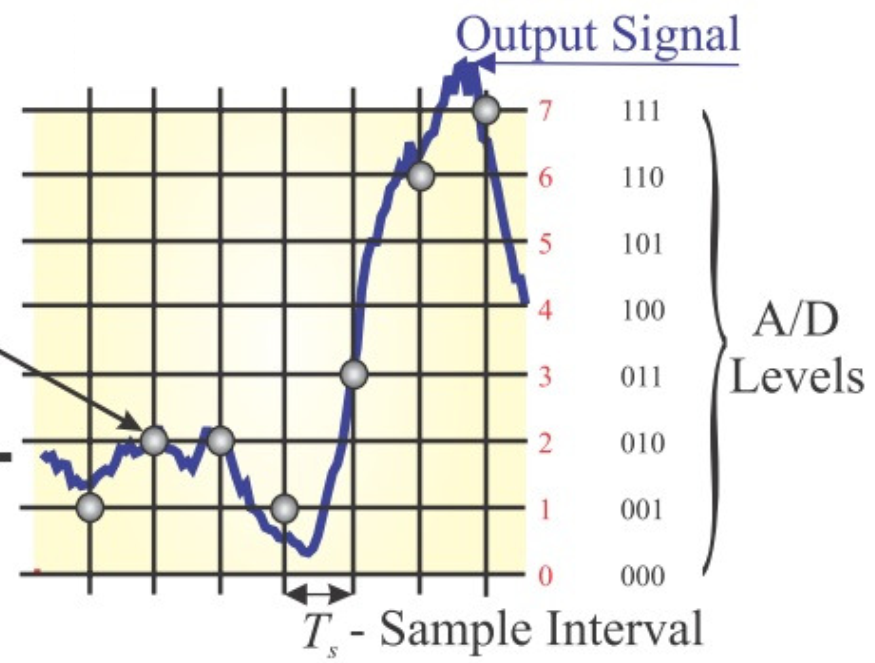 Output Signal
7 111
6 110
5 101
4 100
3 011
2 010
1 001
0 000
A/D
Levels
Ts - Sample Interval